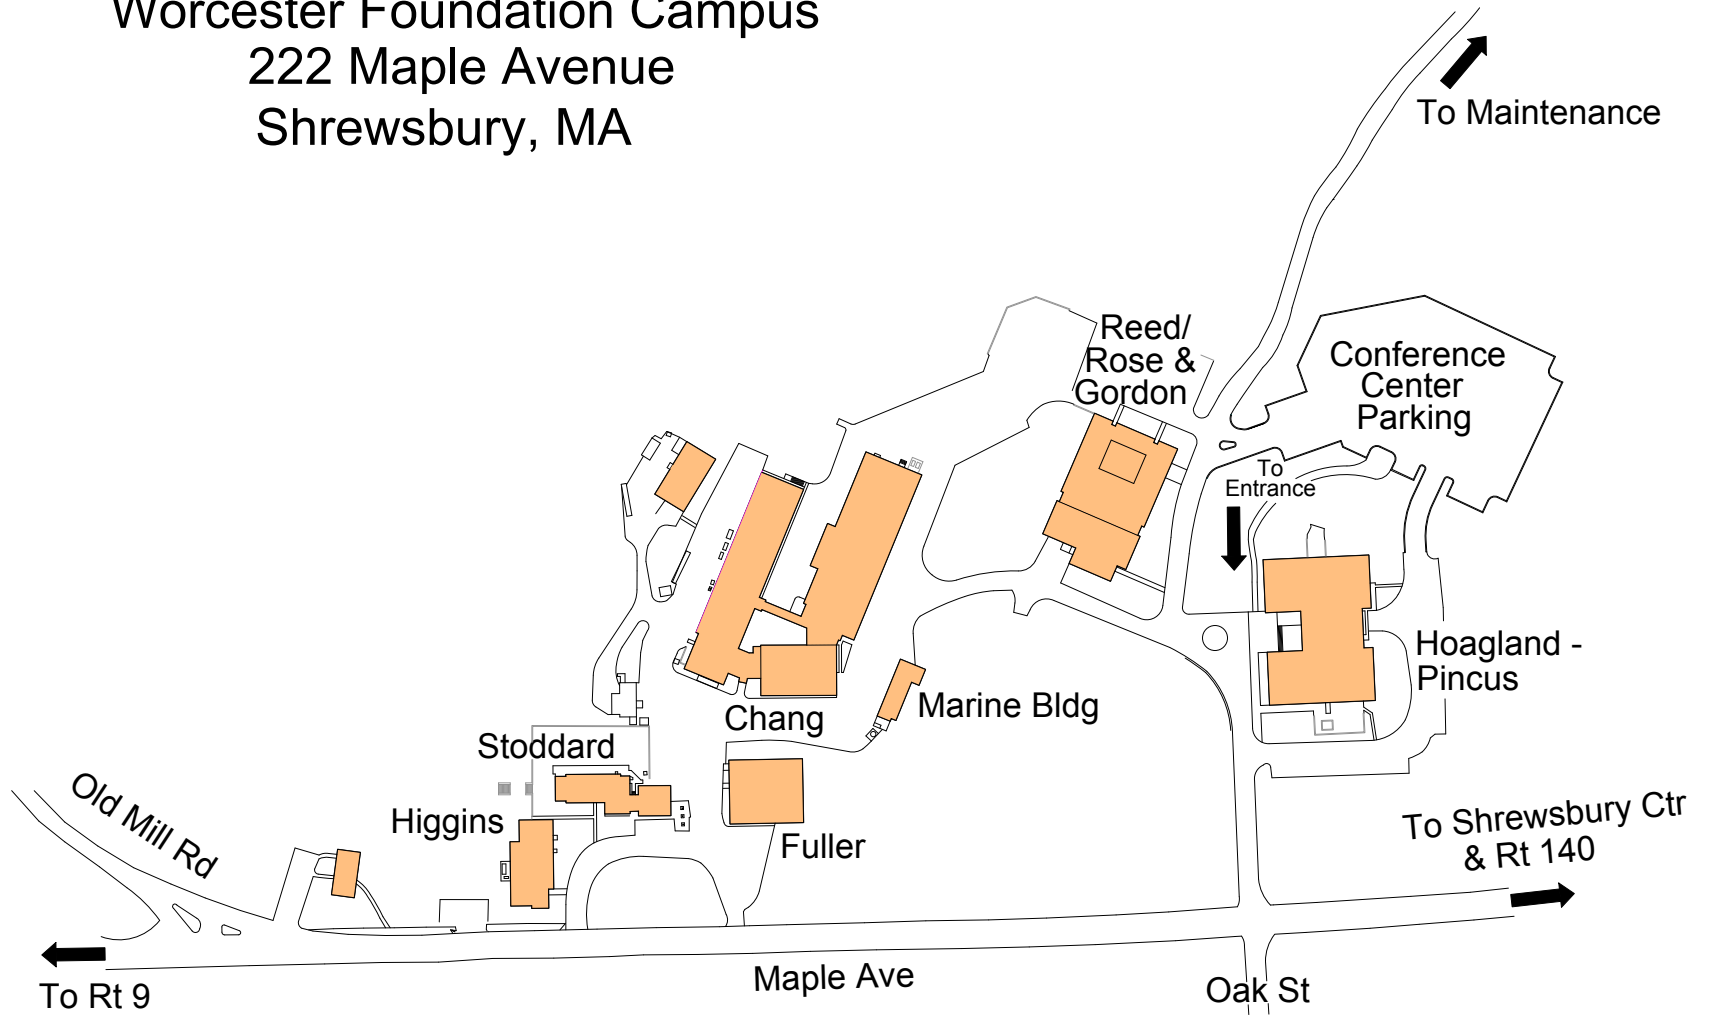 Worcester Foundation Campus
222 Maple Avenue
Shrewsbury, MA
To Maintenance
Reed/
Rose &
Gordon
Conference
Center
Parking
To
Entrance
Hoagland -
Pincus
Marine Bldg
Chang
Stoddard
Higgins
Fuller
Old Mill Rd
To Shrewsbury Ctr
& Rt 140
Maple Ave
Oak St
To Rt 9